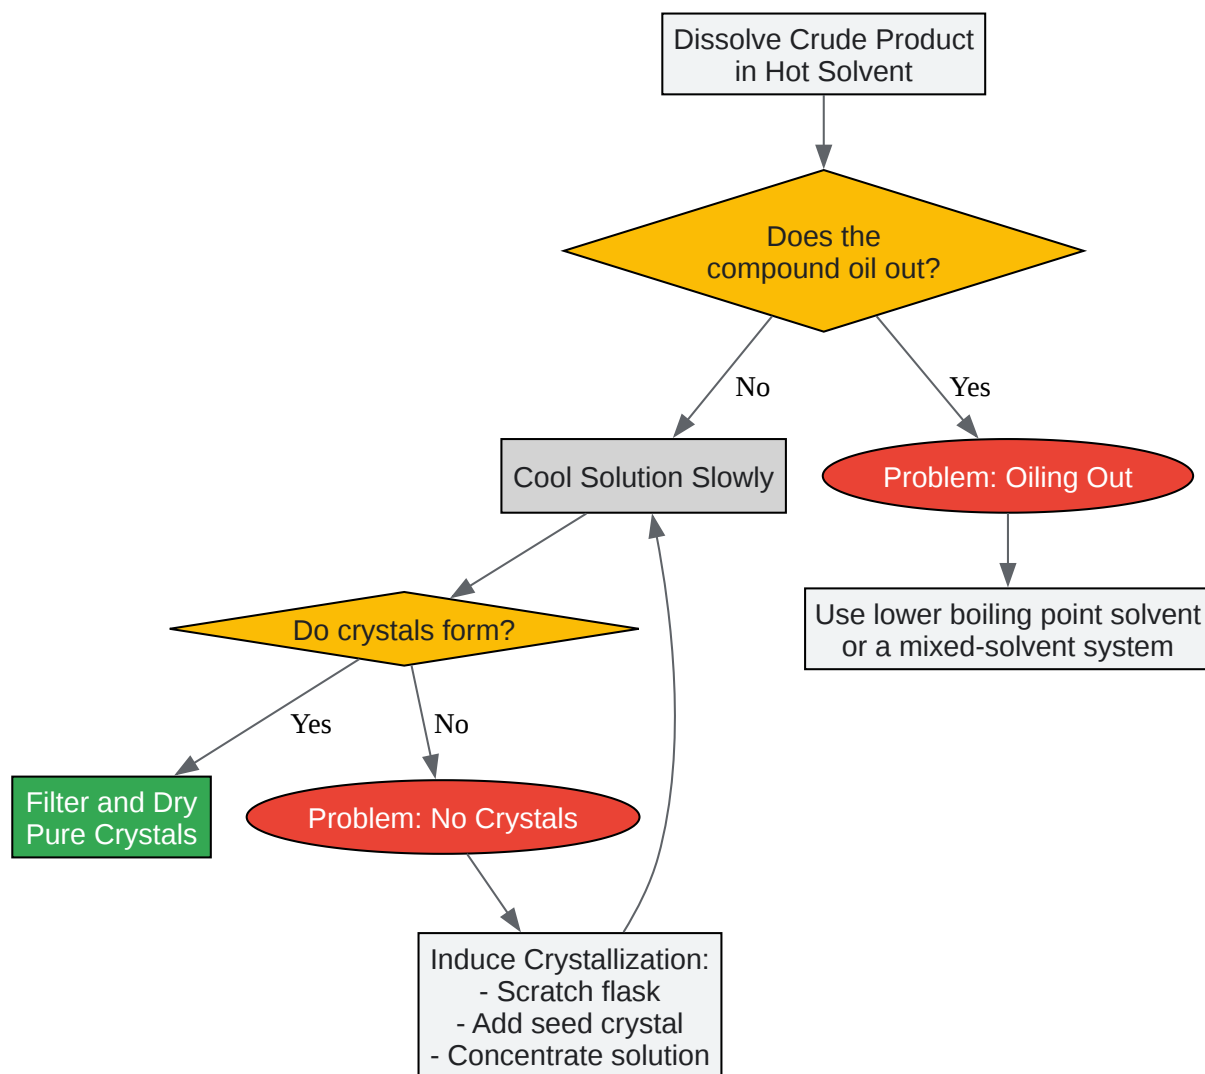 Dissolve Crude Product
in Hot Solvent
Does the
compound oil out?
No
Yes
Cool Solution Slowly
Problem: Oiling Out
Use lower boiling point solvent
or a mixed-solvent system
Do crystals form?
Yes
No
Filter and Dry
Pure Crystals
Problem: No Crystals
Induce Crystallization:
- Scratch flask
- Add seed crystal
- Concentrate solution